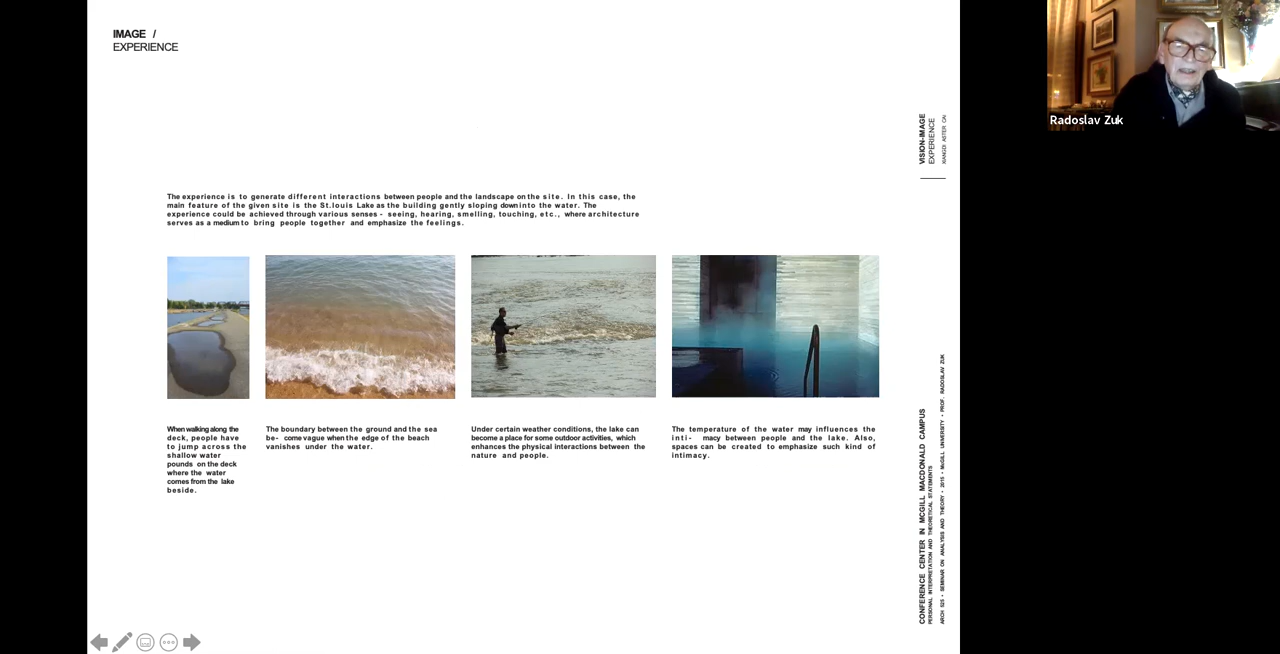 IMAGE /
EXPERIENCE
The experience is to generate different interactions between people and the landscape on the site. In this case, the
main feature of the given site is the St.louis Lake as the building gently sloping down into the water. The
experience could be achieved through various senses - seeing, hearing, smelling, touching, etc., where architecture
serves as a medium to bring people together and emphasize the feelings.
When walking along the
deck, people have
to jump across the
shallow water
pounds on the deck
where the water
comes from the lake
beside.
The boundary between the ground and the sea
be- come vague when the edge of the beach
vanishes under the water.
Under certain weather conditions, the lake can
become a place for some outdoor activities, which
enhances the physical interactions between the
nature and people.
The temperature of the water may influences the
inti- macy between people and the lake. Also,
spaces can be created to emphasize such kind of
intimacy.
VISION-IMAGE
EXPERIENCE
XIANGDI ASTER CAI
CONFERENCE CENTER IN MCGILL MACDONALD CAMPUS
PERSONAL INTERPRETATION AND THEORETICAL STATEMENTS
ARCH 525 - SEMINAR ON ANALYSIS AND THEORY - 2015 - McGILL UNIVERSITY - PROF. RADOSLAV ZUK
Radoslav Zuk